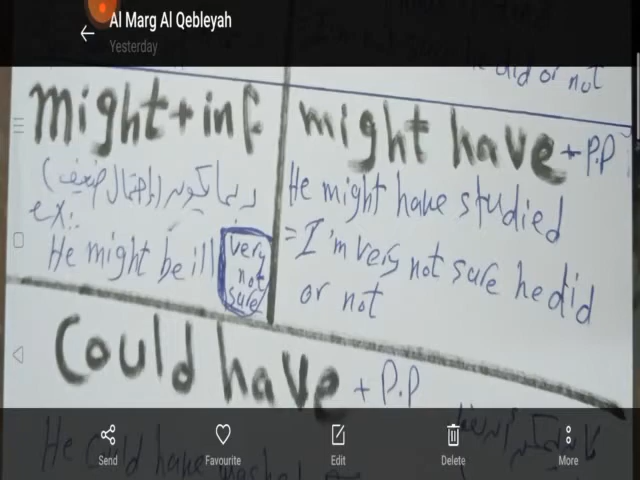 Al Marg Al Qebleyah
Yesterday
he did or not
might + inf
ربما يكون (إحتمال ضعيف)
ex:.
He might be ill
very
not
sure
might have + P.P
He might have studied
= I'm very not sure he did
or not
Could have + P.P
He could have
Send
Favourite
Edit
Delete
More